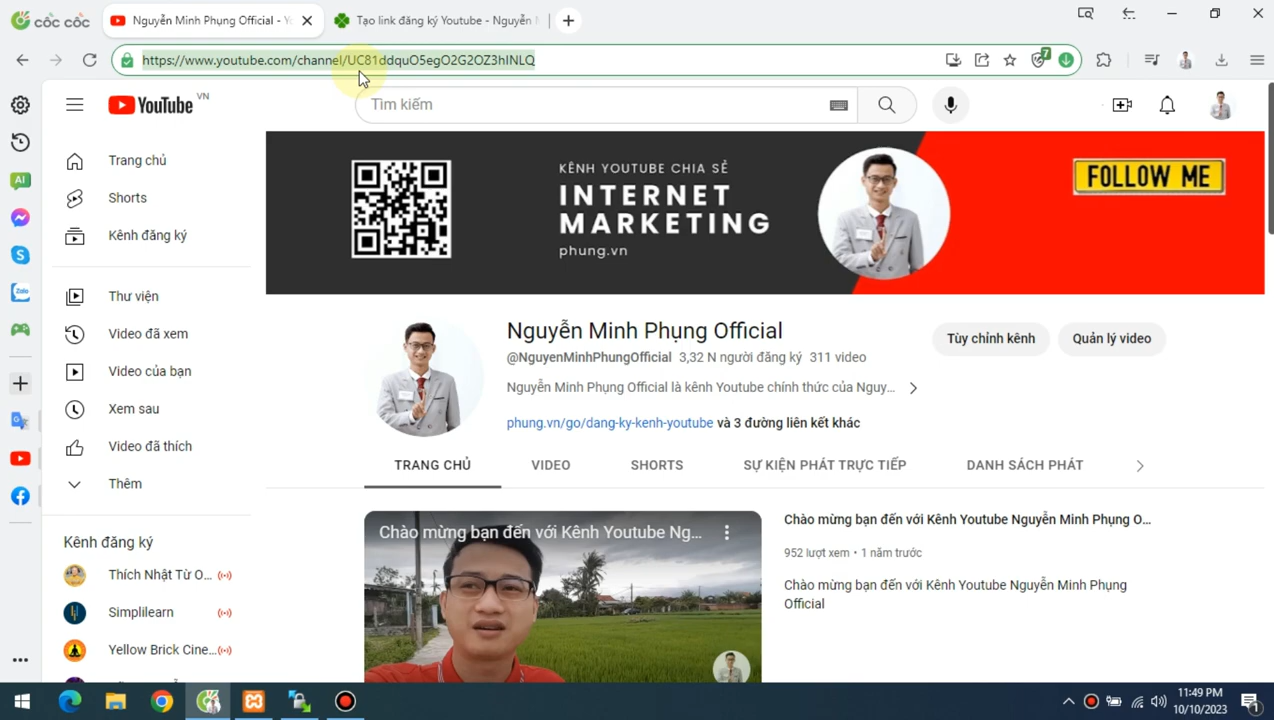 cốc cốc
Nguyễn Minh Phụng Official - Yo
Tạo link đăng ký Youtube - Nguyễn M
https://www.youtube.com/channel/UC81ddquO5egO2G2OZ3hINLQ
7
YouTube VN
Tìm kiếm
AI
Zalo
Trang chủ
Shorts
Kênh đăng ký
Thư viện
Video đã xem
Video của bạn
Xem sau
Video đã thích
Thêm
Kênh đăng ký
Thích Nhật Từ O...
Simplilearn
Yellow Brick Cine...
KÊNH YOUTUBE CHIA SẺ
INTERNET
MARKETING
phung.vn
FOLLOW ME
Nguyễn Minh Phụng Official
@NguyenMinhPhungOfficial 3,32 N người đăng ký 311 video
Nguyễn Minh Phụng Official là kênh Youtube chính thức của Nguy...
phung.vn/go/dang-ky-kenh-youtube và 3 đường liên kết khác
Tùy chỉnh kênh
Quản lý video
TRANG CHỦ
VIDEO
SHORTS
SỰ KIỆN PHÁT TRỰC TIẾP
DANH SÁCH PHÁT
Chào mừng bạn đến với Kênh Youtube Ng...
Chào mừng bạn đến với Kênh Youtube Nguyễn Minh Phụng O...
952 lượt xem • 1 năm trước
Chào mừng bạn đến với Kênh Youtube Nguyễn Minh Phụng
Official
11:49 PM
10/10/2023
1